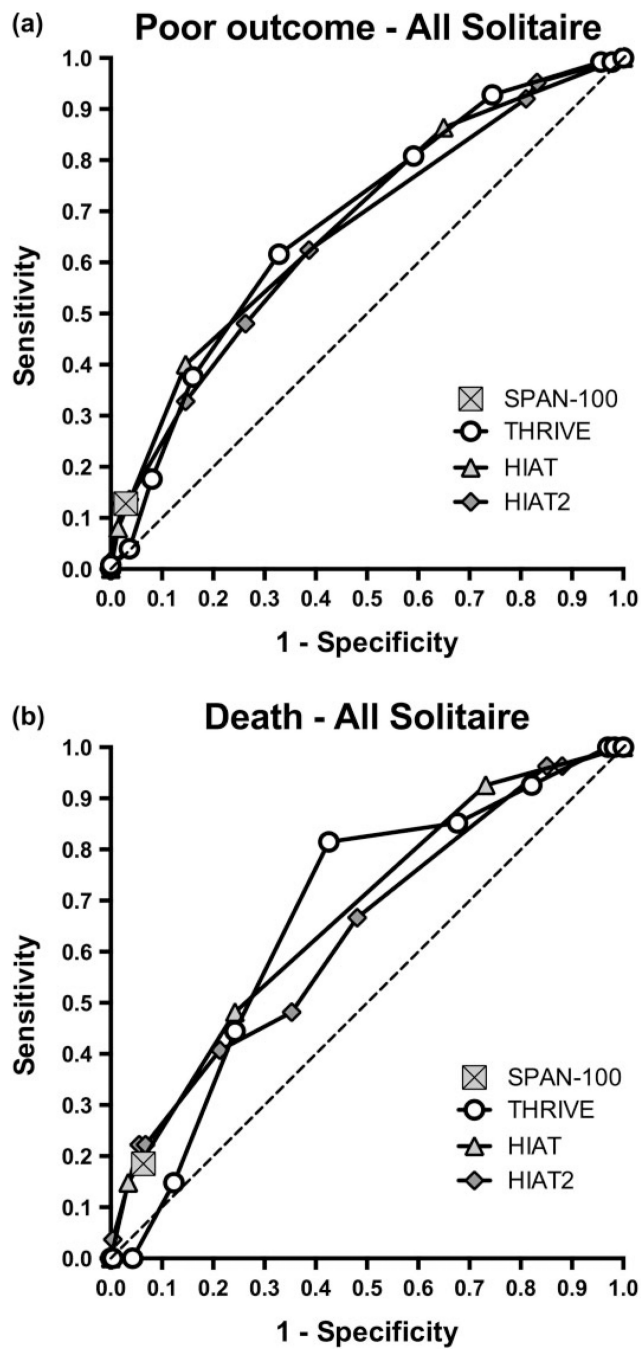 (a) Poor outcome - All Solitaire
1.0
0.9
0.8
0.7
0.6
0.5
0.4
0.3
0.2
0.1
0.0
Sensitivity
SPAN-100
THRIVE
HIAT
HIAT2
0.0 0.1 0.2 0.3 0.4 0.5 0.6 0.7 0.8 0.9 1.0
1 - Specificity
(b) Death - All Solitaire
1.0
0.9
0.8
0.7
0.6
0.5
0.4
0.3
0.2
0.1
0.0
Sensitivity
SPAN-100
THRIVE
HIAT
HIAT2
0.0 0.1 0.2 0.3 0.4 0.5 0.6 0.7 0.8 0.9 1.0
1 - Specificity